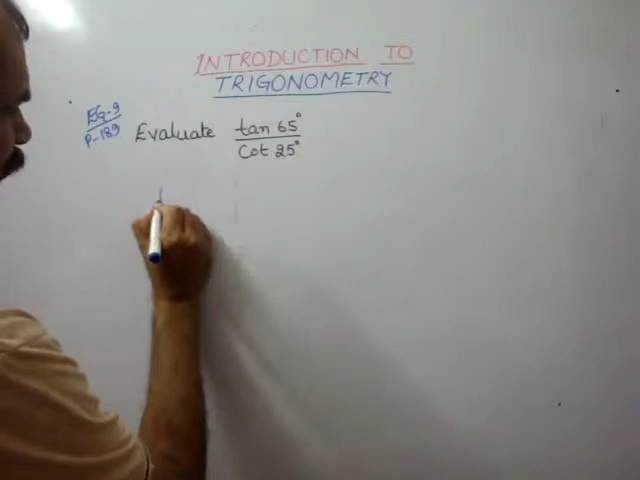 INTRODUCTION TO
TRIGONOMETRY
EG-9
P-189
Evaluate tan 65°
Cot 25°